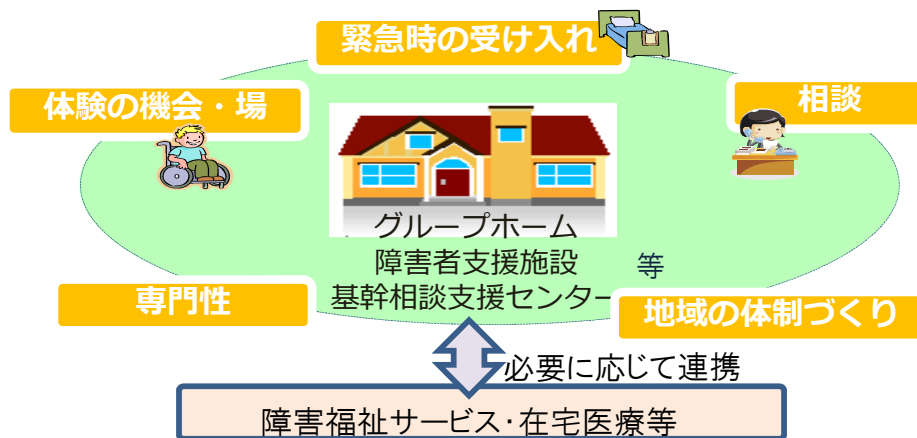 緊急時の受け入れ
体験の機会・場
相談
グループホーム
障害者支援施設 等
専門性
基幹相談支援センター
地域の体制づくり
必要に応じて連携
障害福祉サービス・在宅医療等